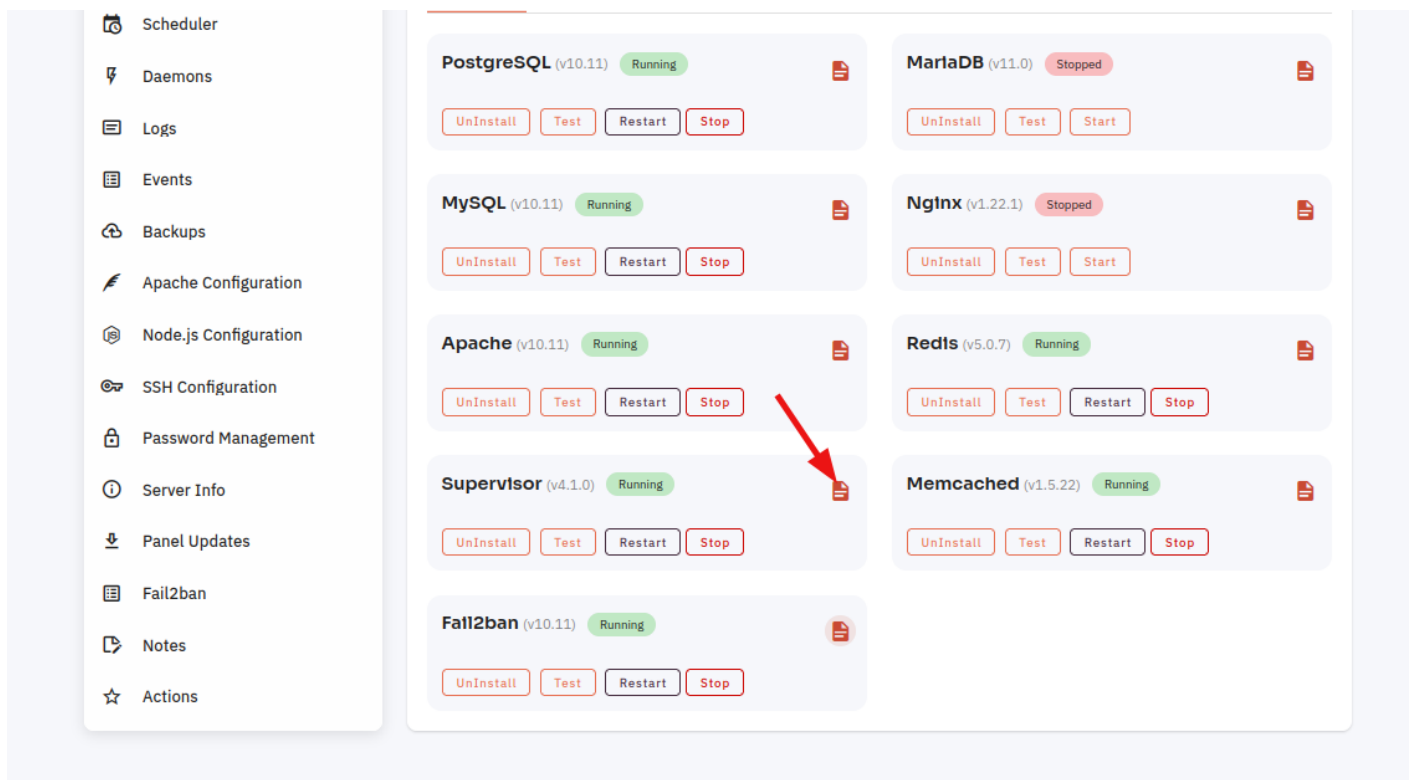 Scheduler
Daemons
Logs
Events
Backups
Apache Configuration
Node.js Configuration
SSH Configuration
Password Management
Server Info
Panel Updates
Fail2ban
Notes
Actions
PostgreSQL (v10.11) Running
UnInstall Test Restart Stop
MariaDB (v11.0) Stopped
UnInstall Test Start
MySQL (v10.11) Running
UnInstall Test Restart Stop
Nginx (v1.22.1) Stopped
UnInstall Test Start
Apache (v10.11) Running
UnInstall Test Restart Stop
Redis (v5.0.7) Running
UnInstall Test Restart Stop
Supervisor (v4.1.0) Running
UnInstall Test Restart Stop
Memcached (v1.5.22) Running
UnInstall Test Restart Stop
Fail2ban (v10.11) Running
UnInstall Test Restart Stop